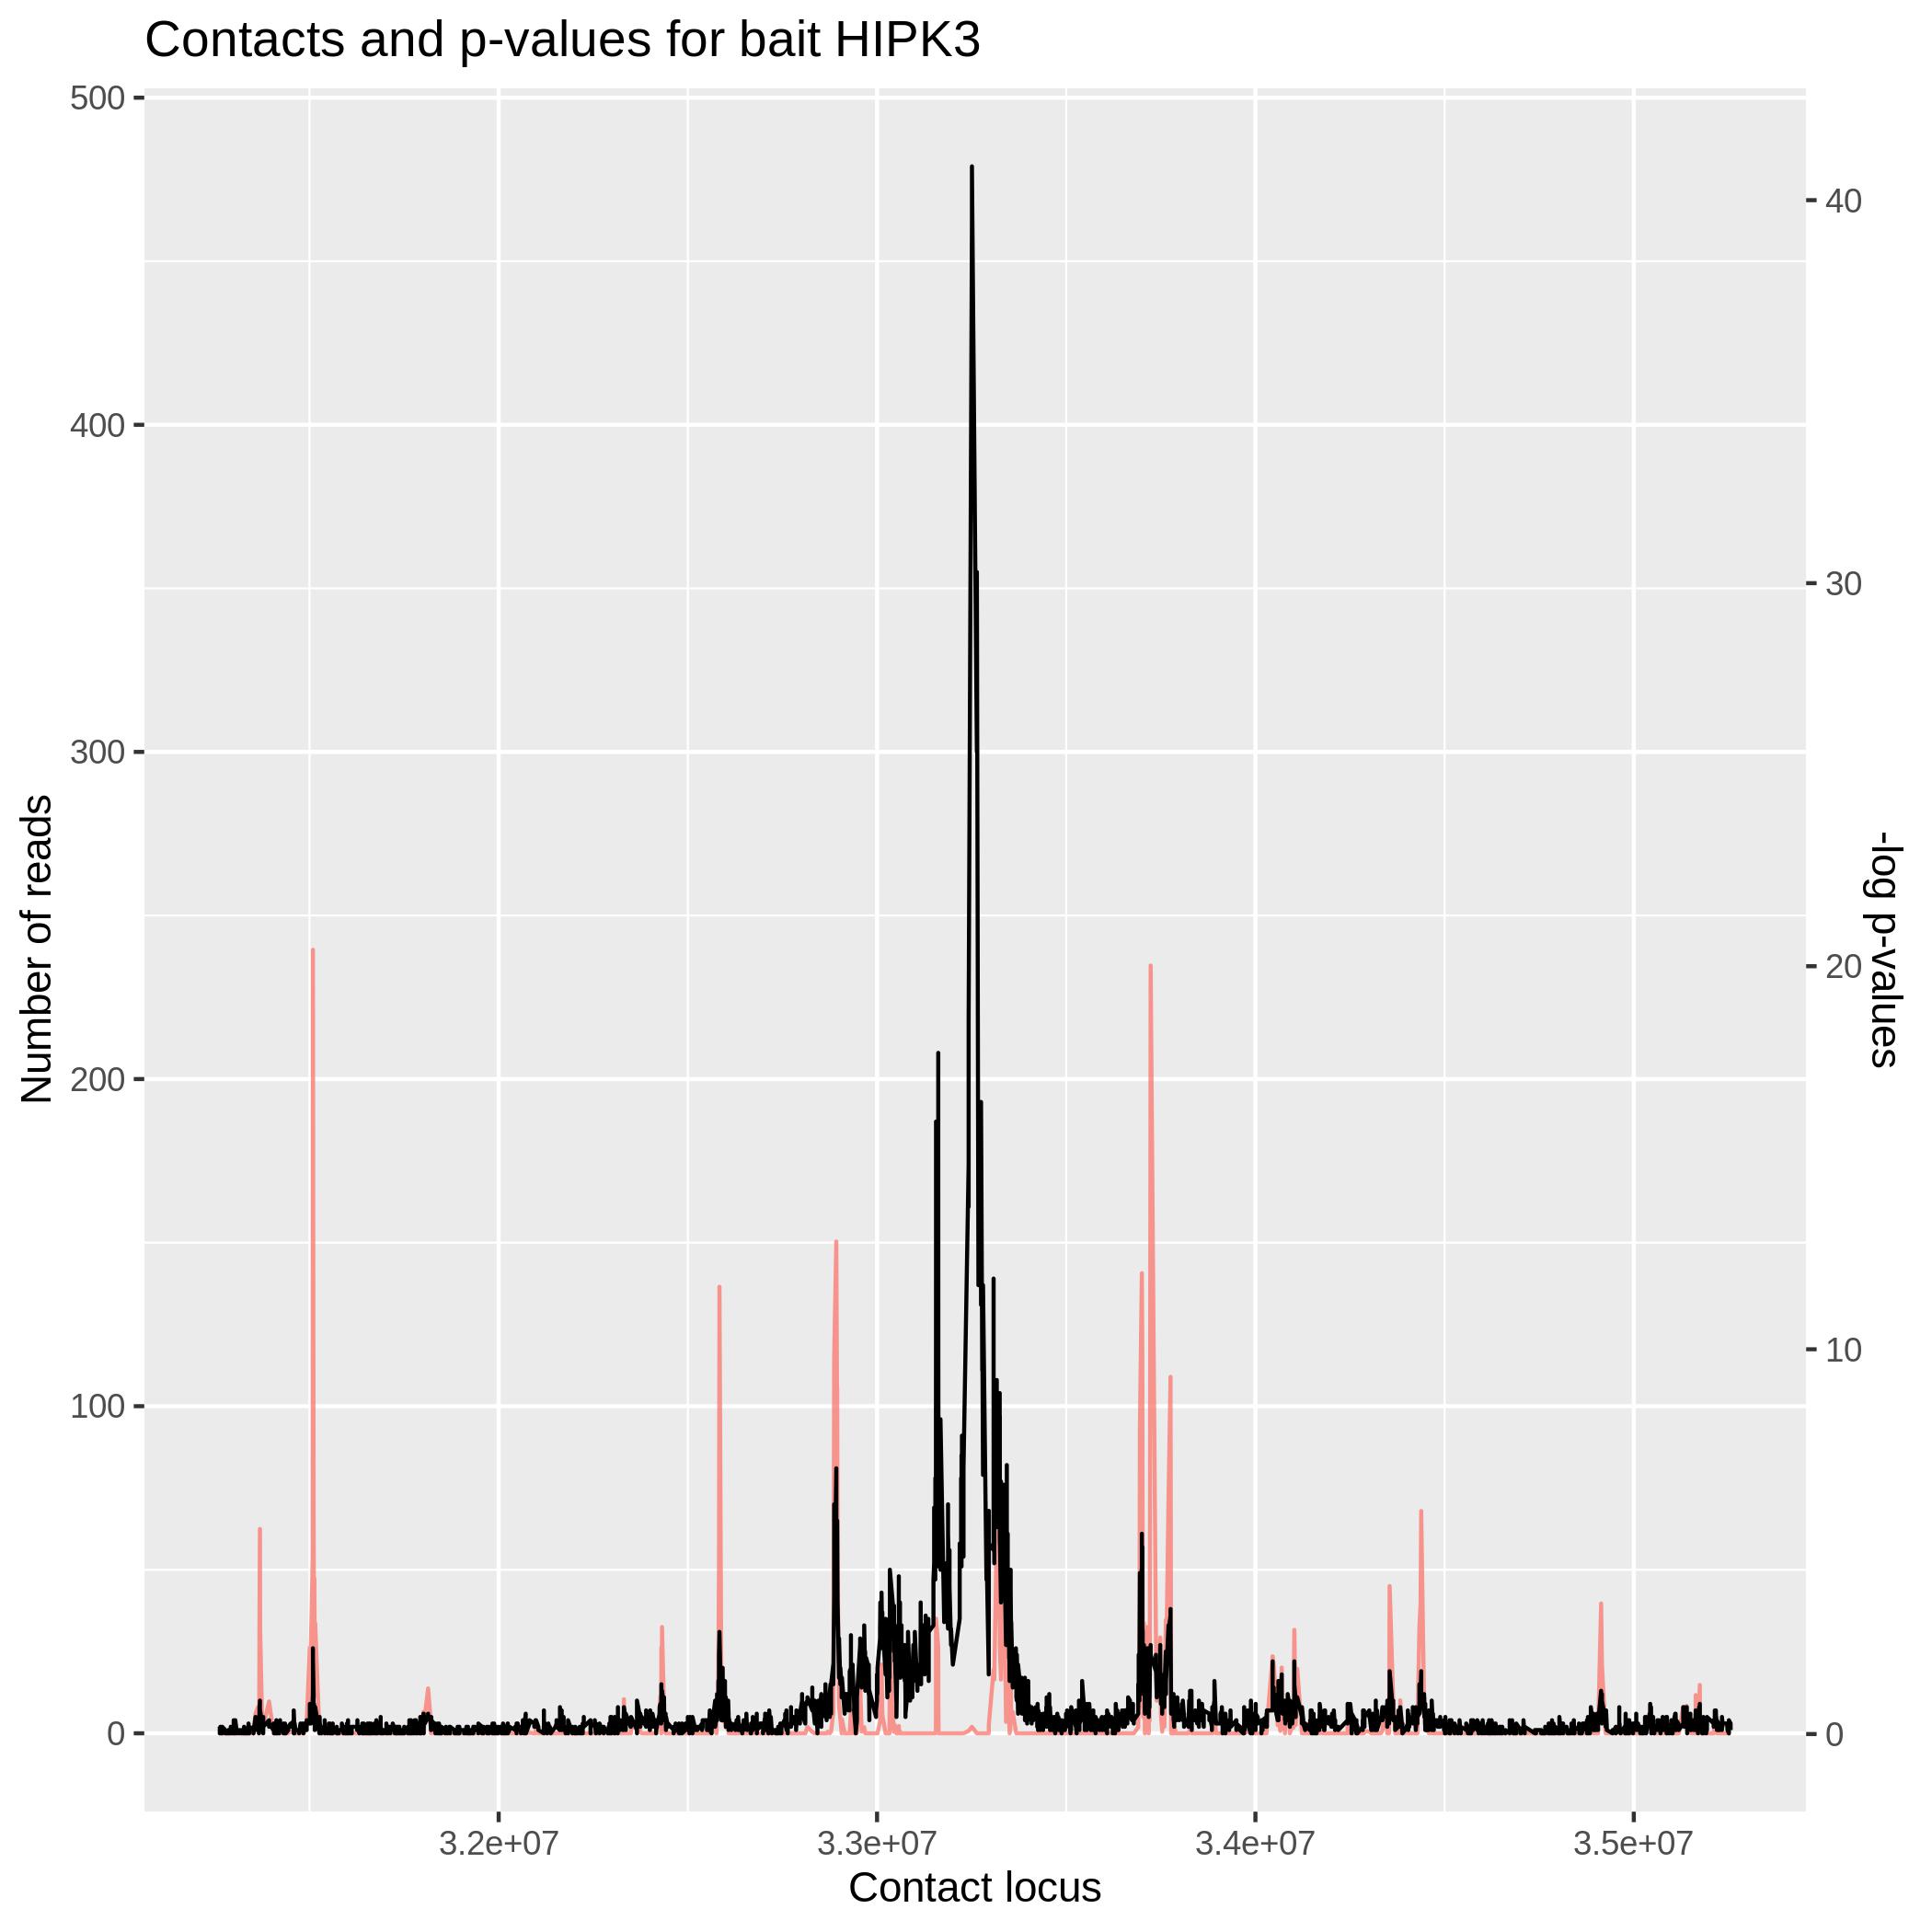 Contacts and p-values for bait HIPK3
Number of reads
500
400
300
200
100
0
40
30
20
10
0
-log p-values
3.2e+07
3.3e+07
3.4e+07
3.5e+07
Contact locus